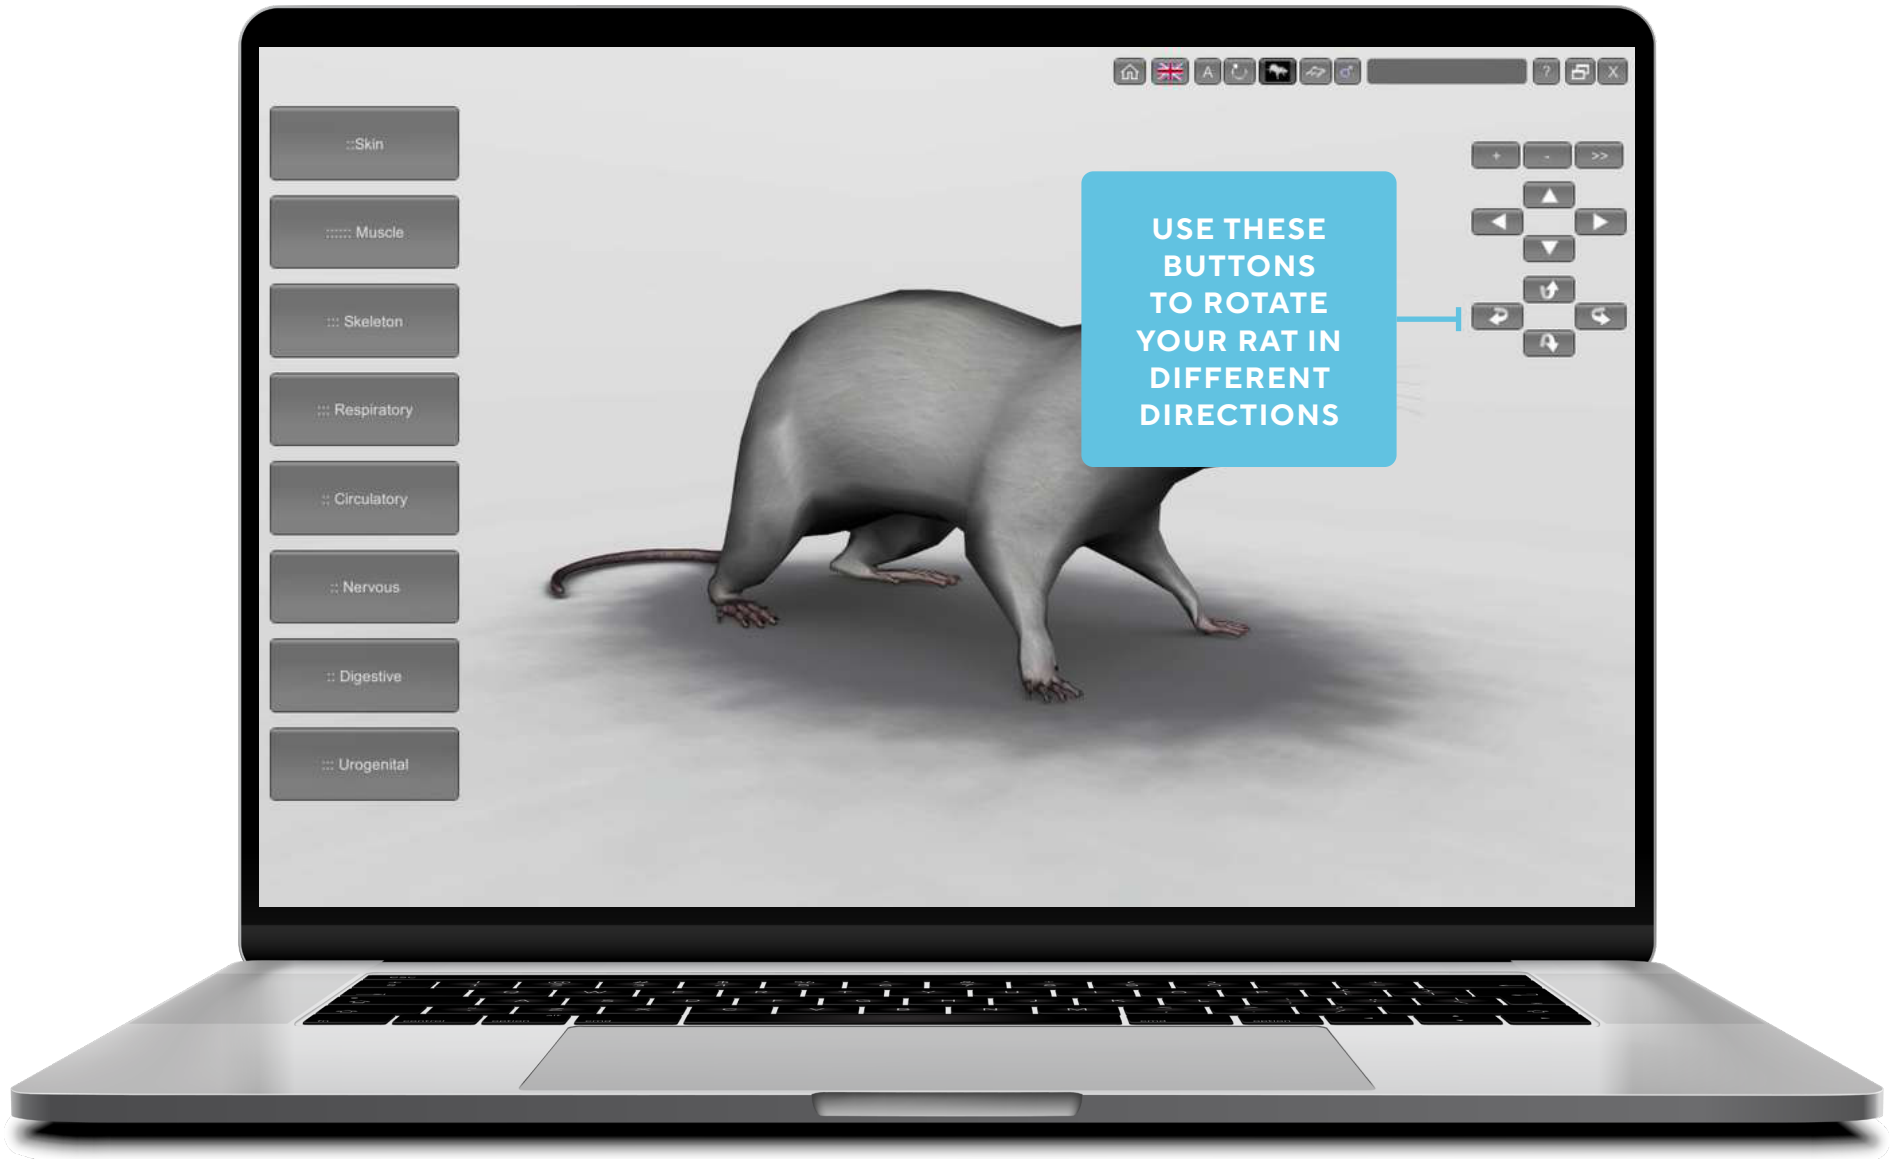 A
?
X
::Skin
:::::: Muscle
::: Skeleton
::: Respiratory
:: Circulatory
:: Nervous
:: Digestive
::: Urogenital
+ - >>
USE THESE
BUTTONS
TO ROTATE
YOUR RAT IN
DIFFERENT
DIRECTIONS